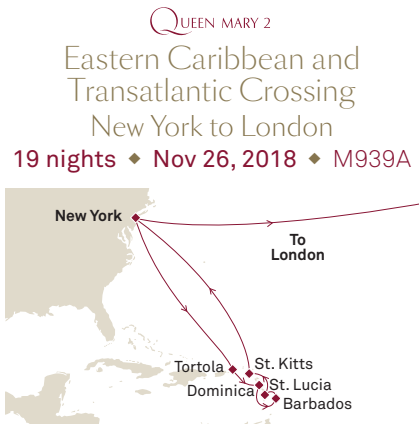 QUEEN MARY 2
Eastern Caribbean and
Transatlantic Crossing
New York to London
19 nights ◆ Nov 26, 2018 ◆ M939A
New York
To
London
Tortola
St. Kitts
Dominica
St. Lucia
Barbados